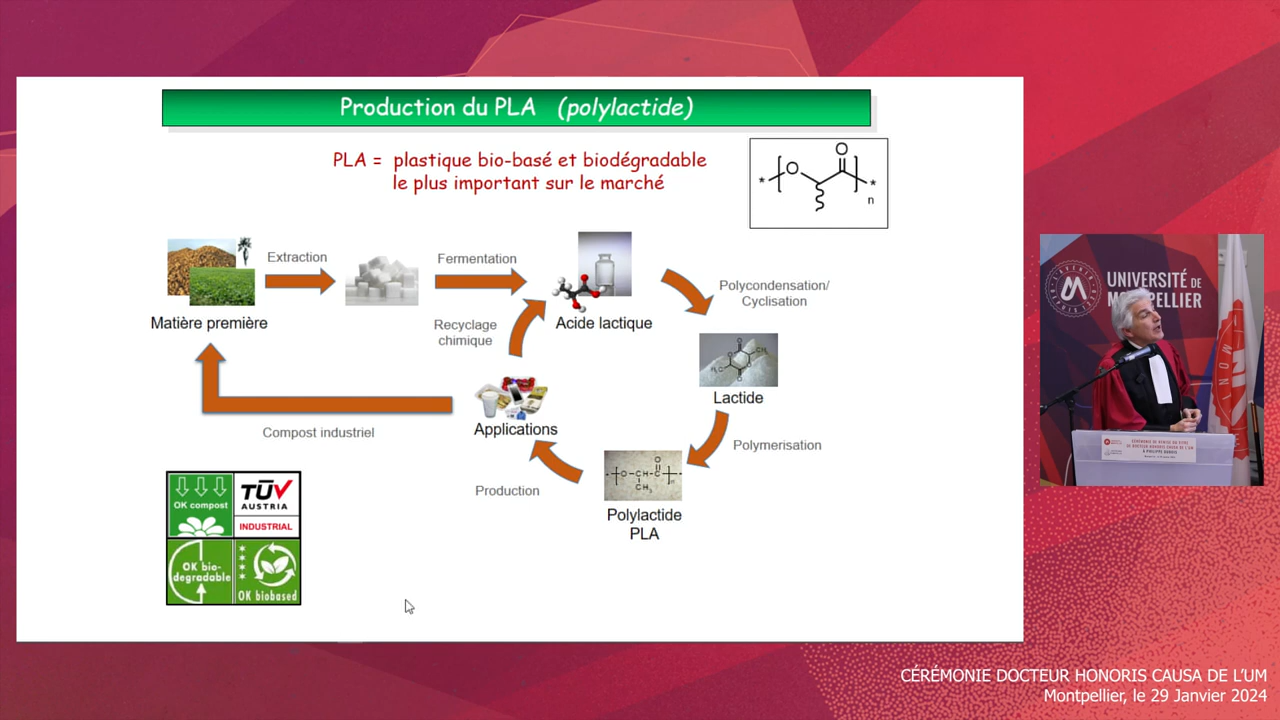 Production du PLA (polylactide)
PLA = plastique bio-basé et biodégradable
le plus important sur le marché
O
O
*
*
n
Extraction
Fermentation
Matière première
Recyclage
chimique
Acide lactique
Polycondensation/
Cyclisation
Lactide
Applications
Compost industriel
Polymerisation
Production
Polylactide
PLA
OK compost
TÜV
AUSTRIA
INDUSTRIAL
OK bio-
degradable
OK biobased
UNIVERSITÉ DE
MONTPELLIER
CÉRÉMONIE DOCTEUR HONORIS CAUSA DE L'UM
Montpellier, le 29 Janvier 2024